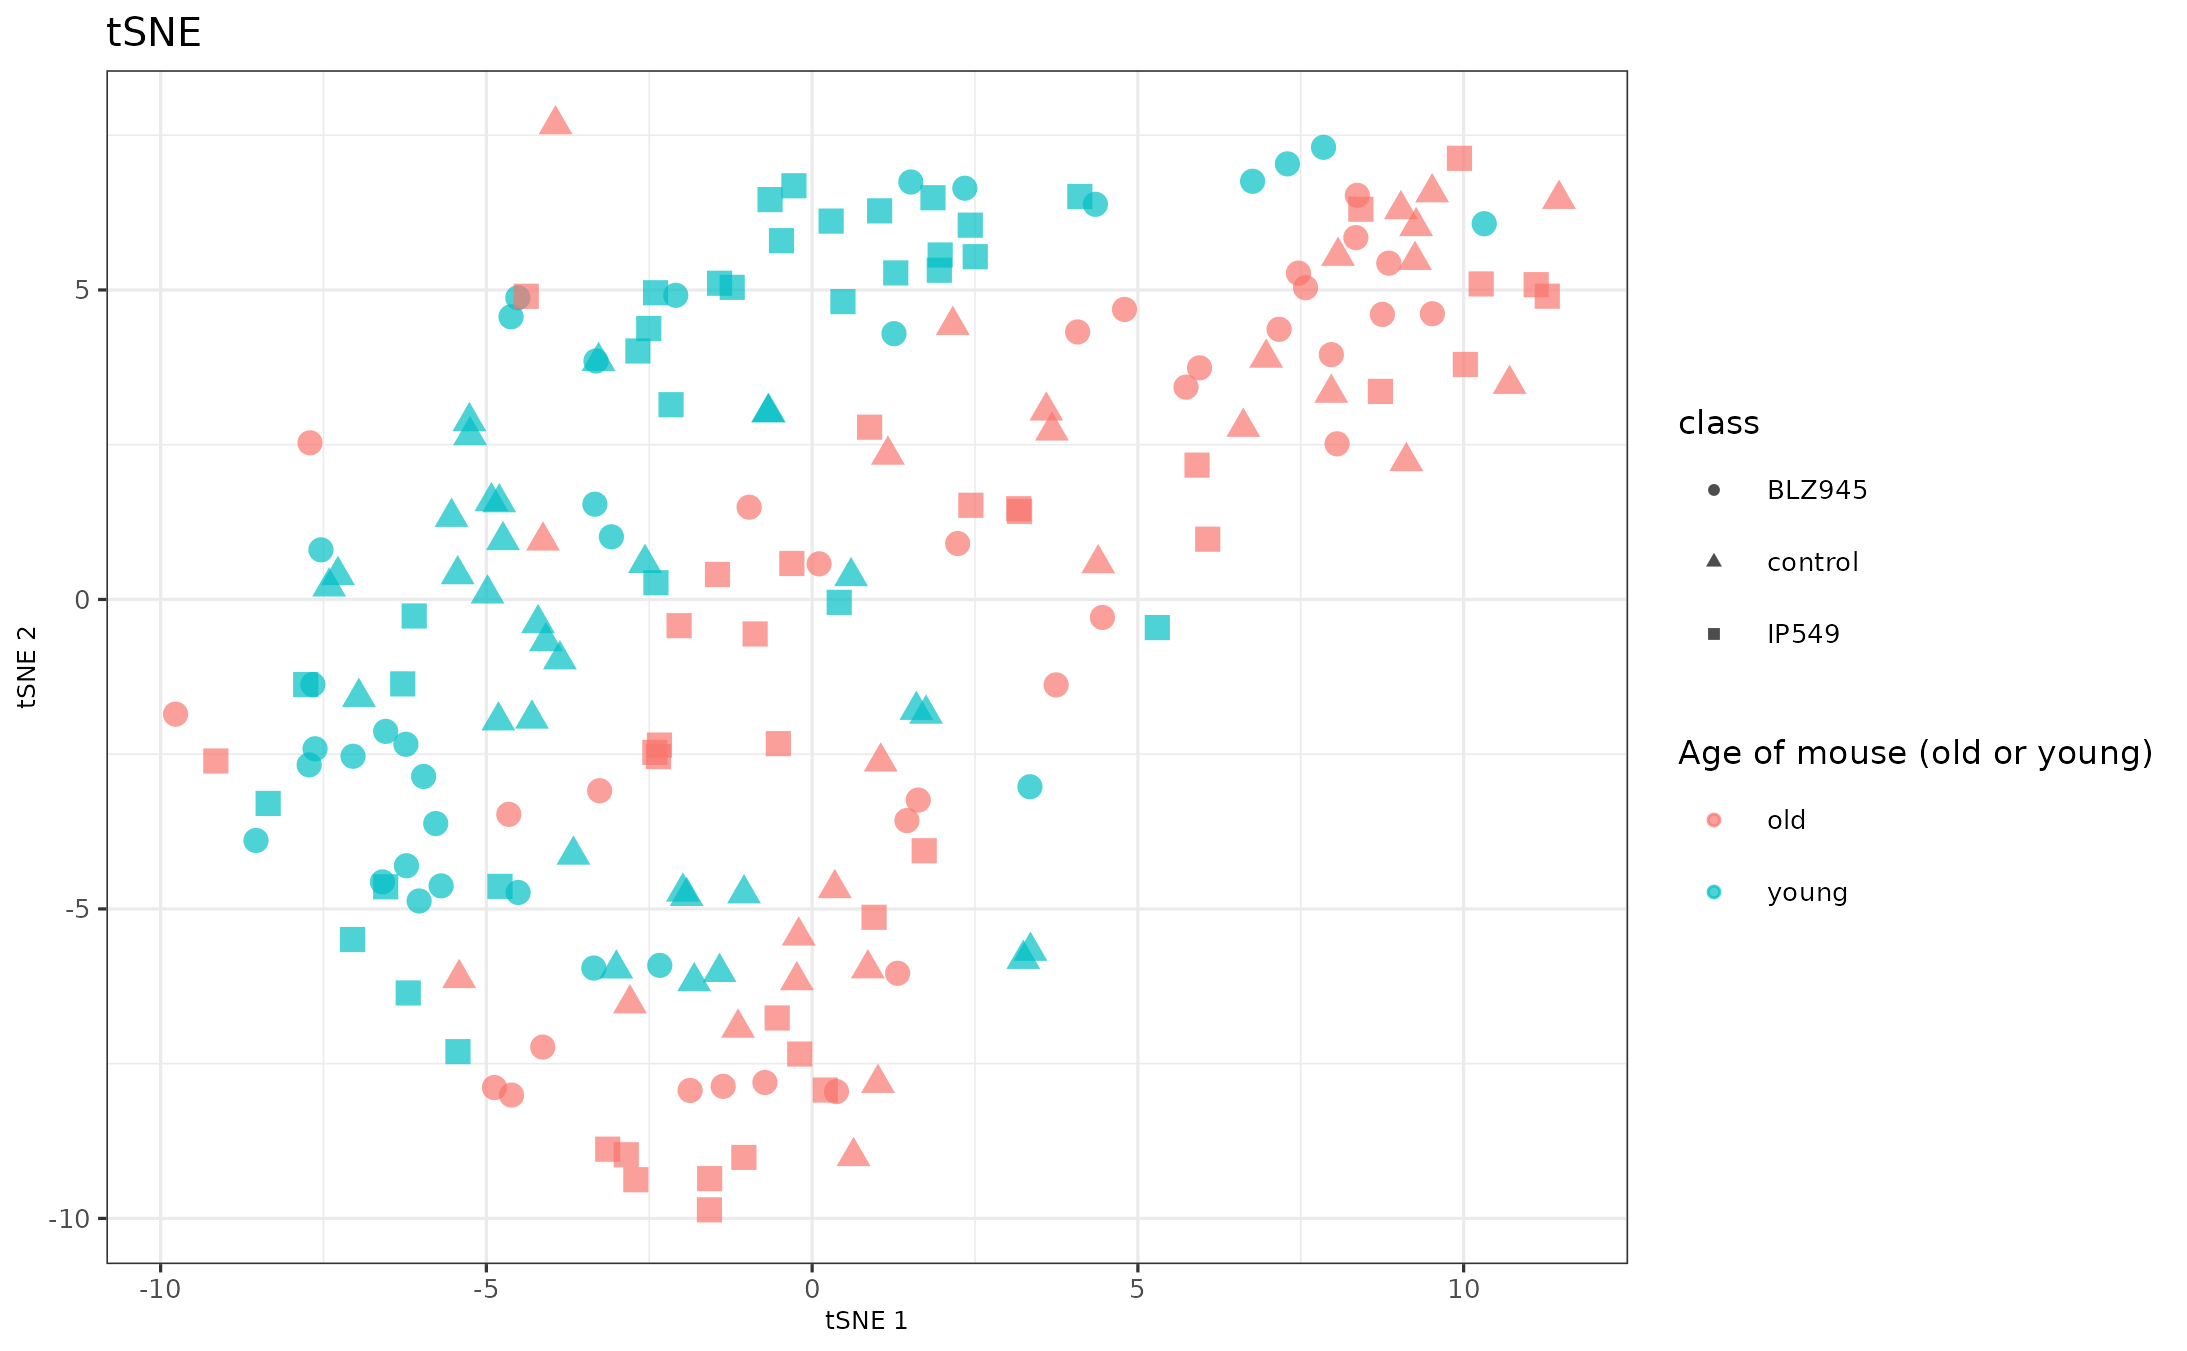 tSNE
5
0
-5
-10
-10
-5
0
5
10
tSNE 1
tSNE 2
class
BLZ945
control
IP549
Age of mouse (old or young)
old
young